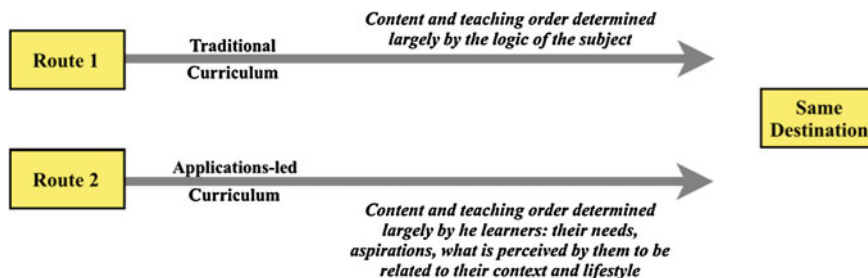 Content and teaching order determined
largely by the logic of the subject
Route 1
Traditional
Curriculum
Same
Destination
Route 2
Applications-led
Curriculum
Content and teaching order determined
largely by he learners: their needs,
aspirations, what is perceived by them to be
related to their context and lifestyle